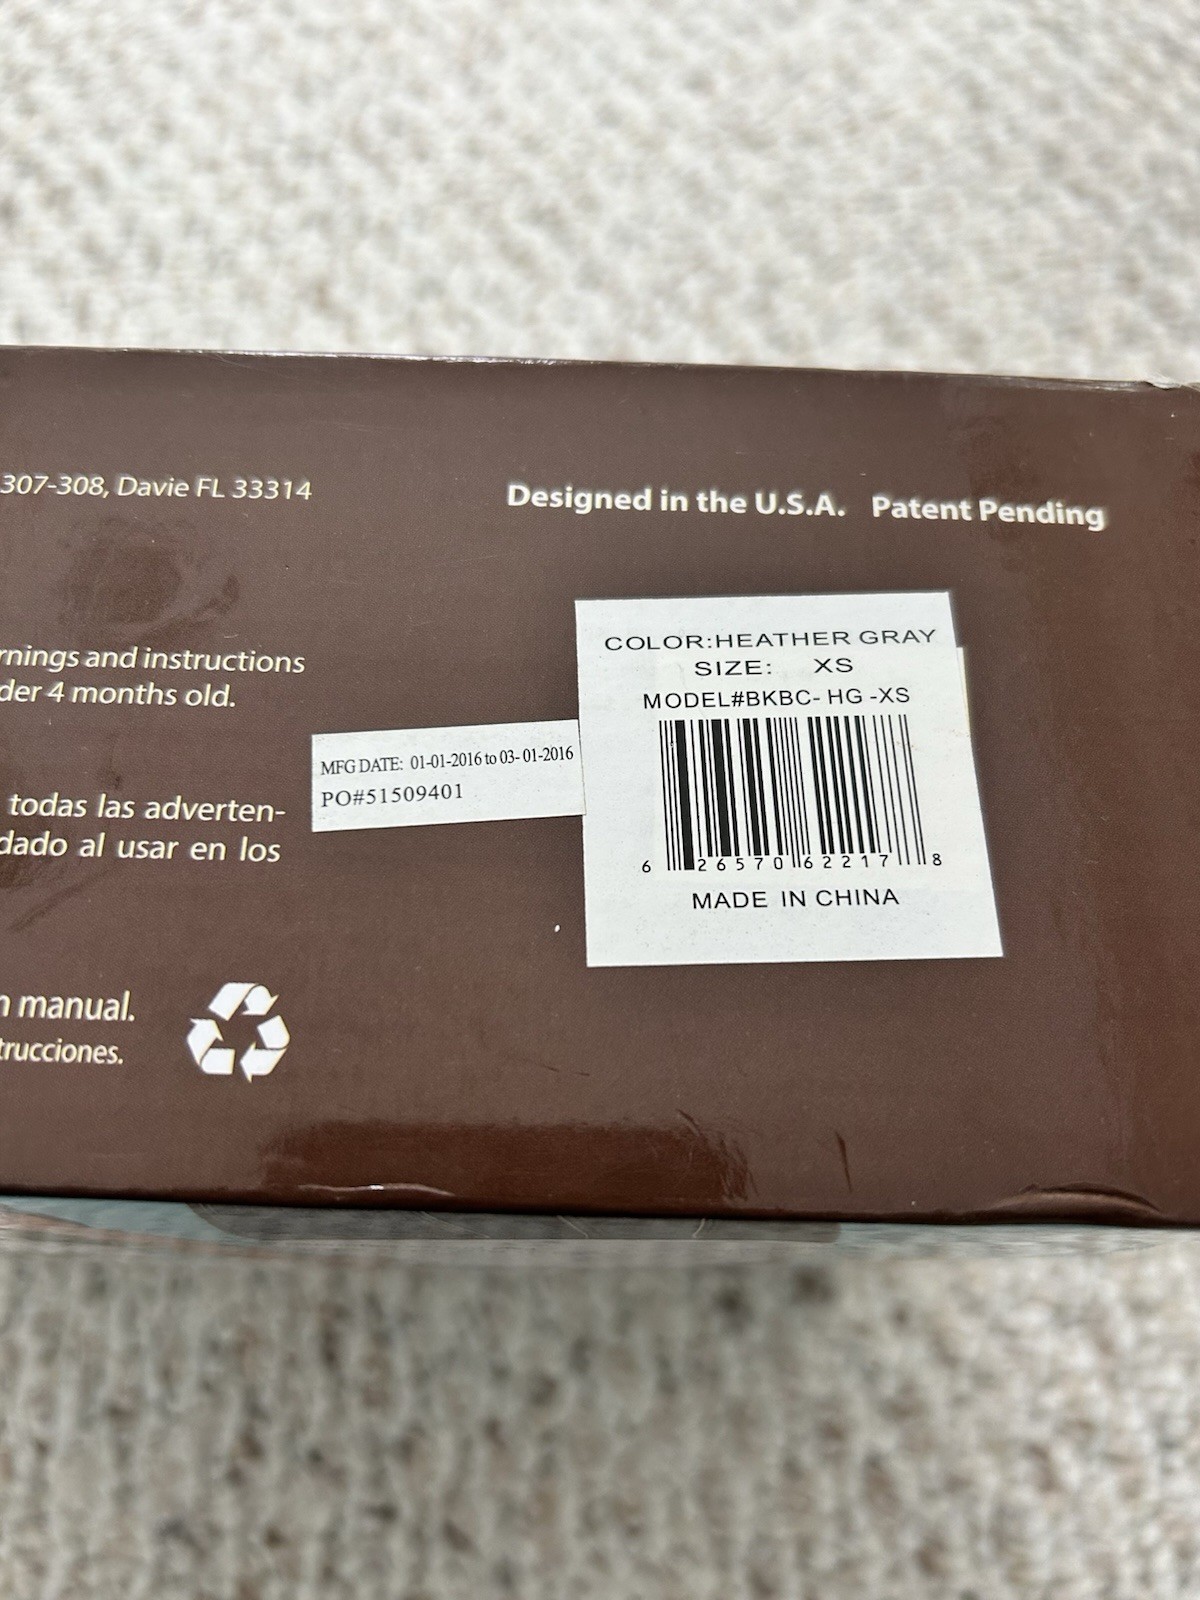 307-308, Davie FL 33314
Designed in the U.S.A. Patent Pending
rnings and instructions
der 4 months old.
todas las adverten-
dado al usar en los
n manual.
trucciones.
MFG DATE: 01-01-2016 to 03- 01-2016
PO#51509401
COLOR:HEATHER GRAY
SIZE: XS
MODEL#BKBC- HG -XS
6 26570 62217 8
MADE IN CHINA